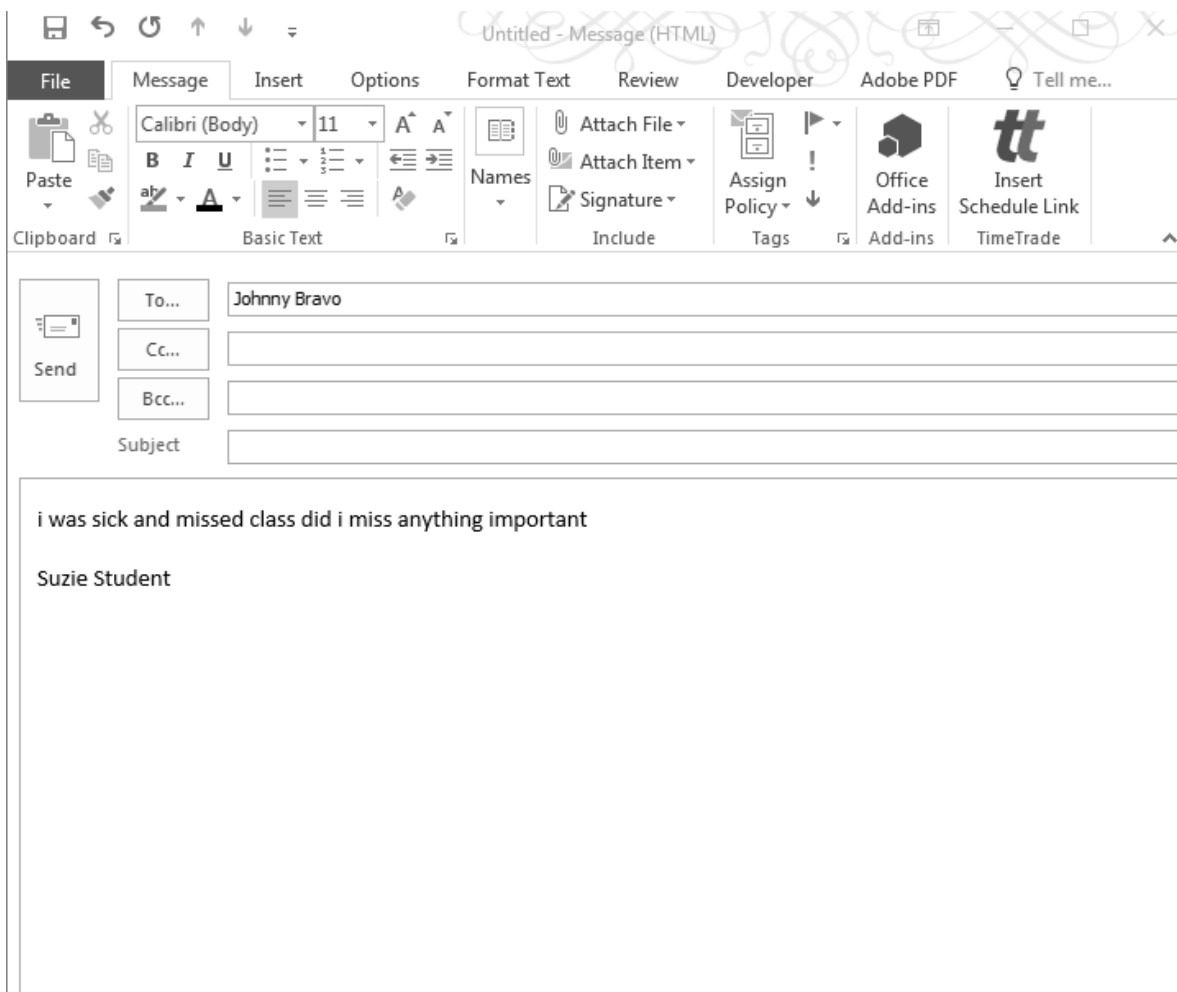 Untitled - Message (HTML)
File Message Insert Options Format Text Review Developer Adobe PDF Tell me...
Calibri (Body) 11 A A
Attach File
B I U
Attach Item
Paste
Names
Assign Policy
Office Add-ins
Insert Schedule Link
Signature
aby A
Clipboard Basic Text Include Tags Add-ins TimeTrade
To... Johnny Bravo
Cc...
Send
Bcc...
Subject
i was sick and missed class did i miss anything important
Suzie Student